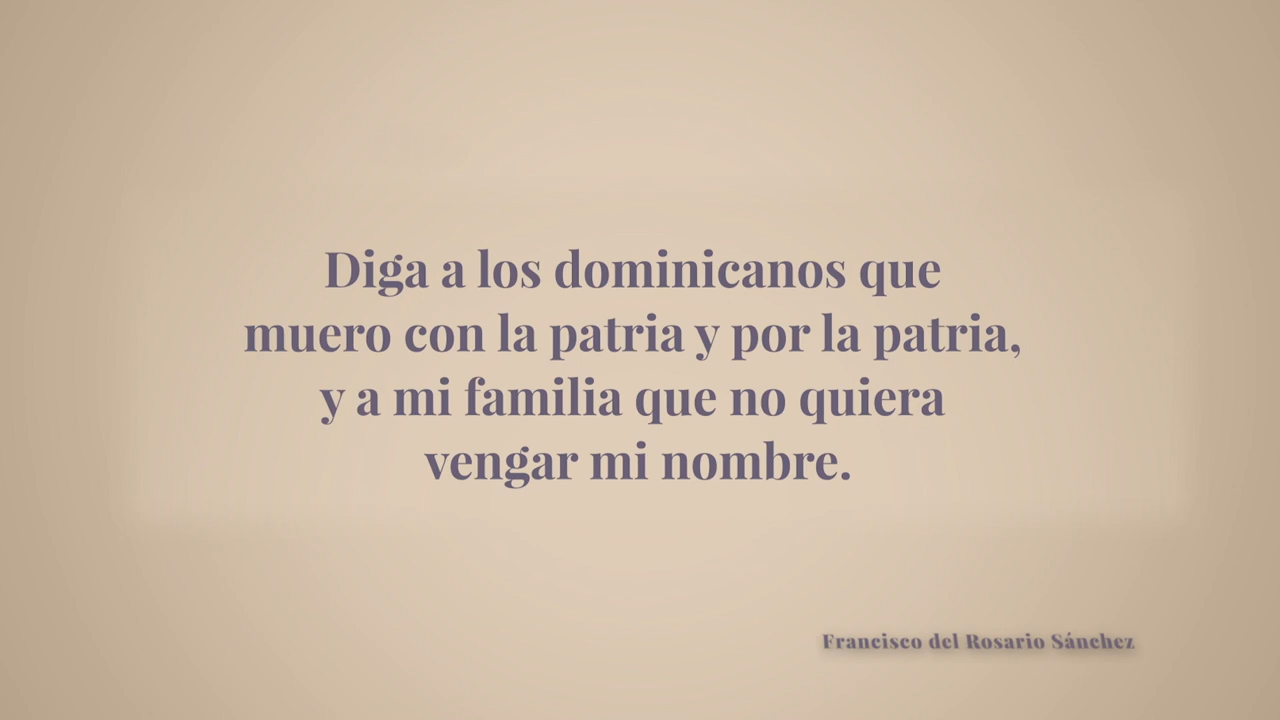 Diga a los dominicanos que
muero con la patria y por la patria,
y a mi familia que no quiera
vengar mi nombre.
Francisco del Rosario Sánchez